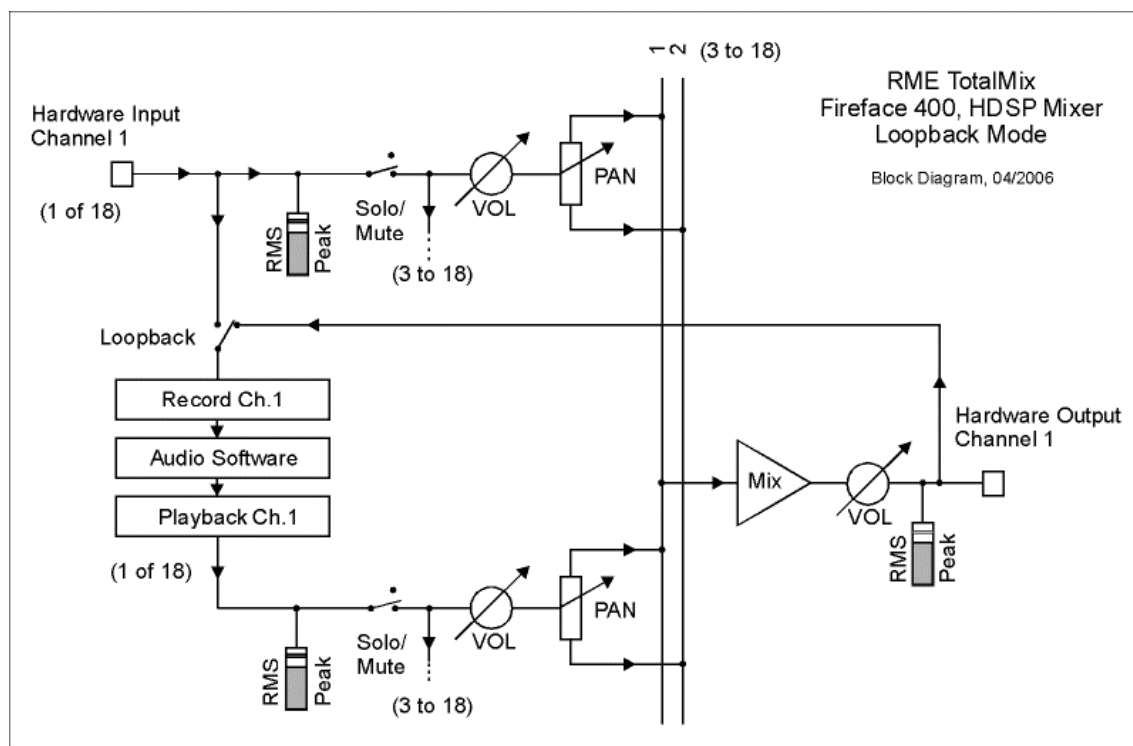 1
2
(3 to 18)
RME TotalMix
Fireface 400, HDSP Mixer
Loopback Mode
Block Diagram, 04/2006
Hardware Input
Channel 1
(1 of 18)
RMS
Peak
Solo/
Mute
(3 to 18)
VOL
PAN
Loopback
Record Ch.1
Audio Software
Playback Ch.1
(1 of 18)
Mix
VOL
Hardware Output
Channel 1
RMS
Peak
RMS
Peak
Solo/
Mute
(3 to 18)
VOL
PAN